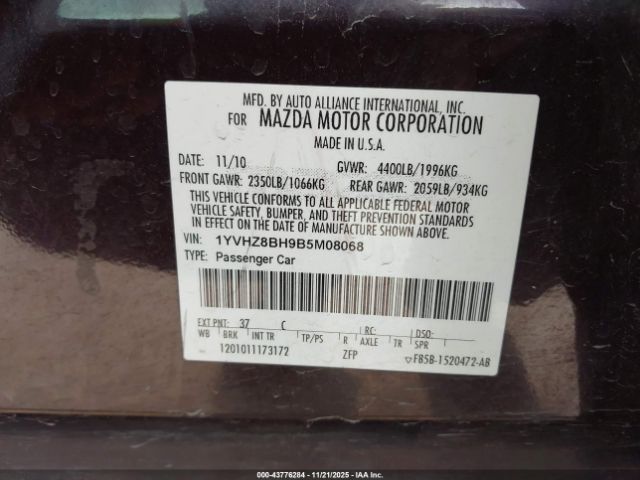 MFD. BY AUTO ALLIANCE INTERNATIONAL, INC.
FOR MAZDA MOTOR CORPORATION
MADE IN U.S.A.
DATE: 11/10 GVWR: 4400LB/1996KG
FRONT GAWR: 2350LB/1066KG REAR GAWR: 2059LB/934KG
THIS VEHICLE CONFORMS TO ALL APPLICABLE FEDERAL MOTOR
VEHICLE SAFETY, BUMPER, AND THEFT PREVENTION STANDARDS
IN EFFECT ON THE DATE OF MANUFACTURE SHOWN ABOVE.
VIN: 1YVHZ8BH9B5M08068
TYPE: Passenger Car
EXT PNT: 37 C RC: DSO:
WB BRK INT TR TP/PS R AXLE TR SPR
1201011173172 ZFP F85B-1520472-AB
000-43776284 - 11/21/2025 - IAAI.com